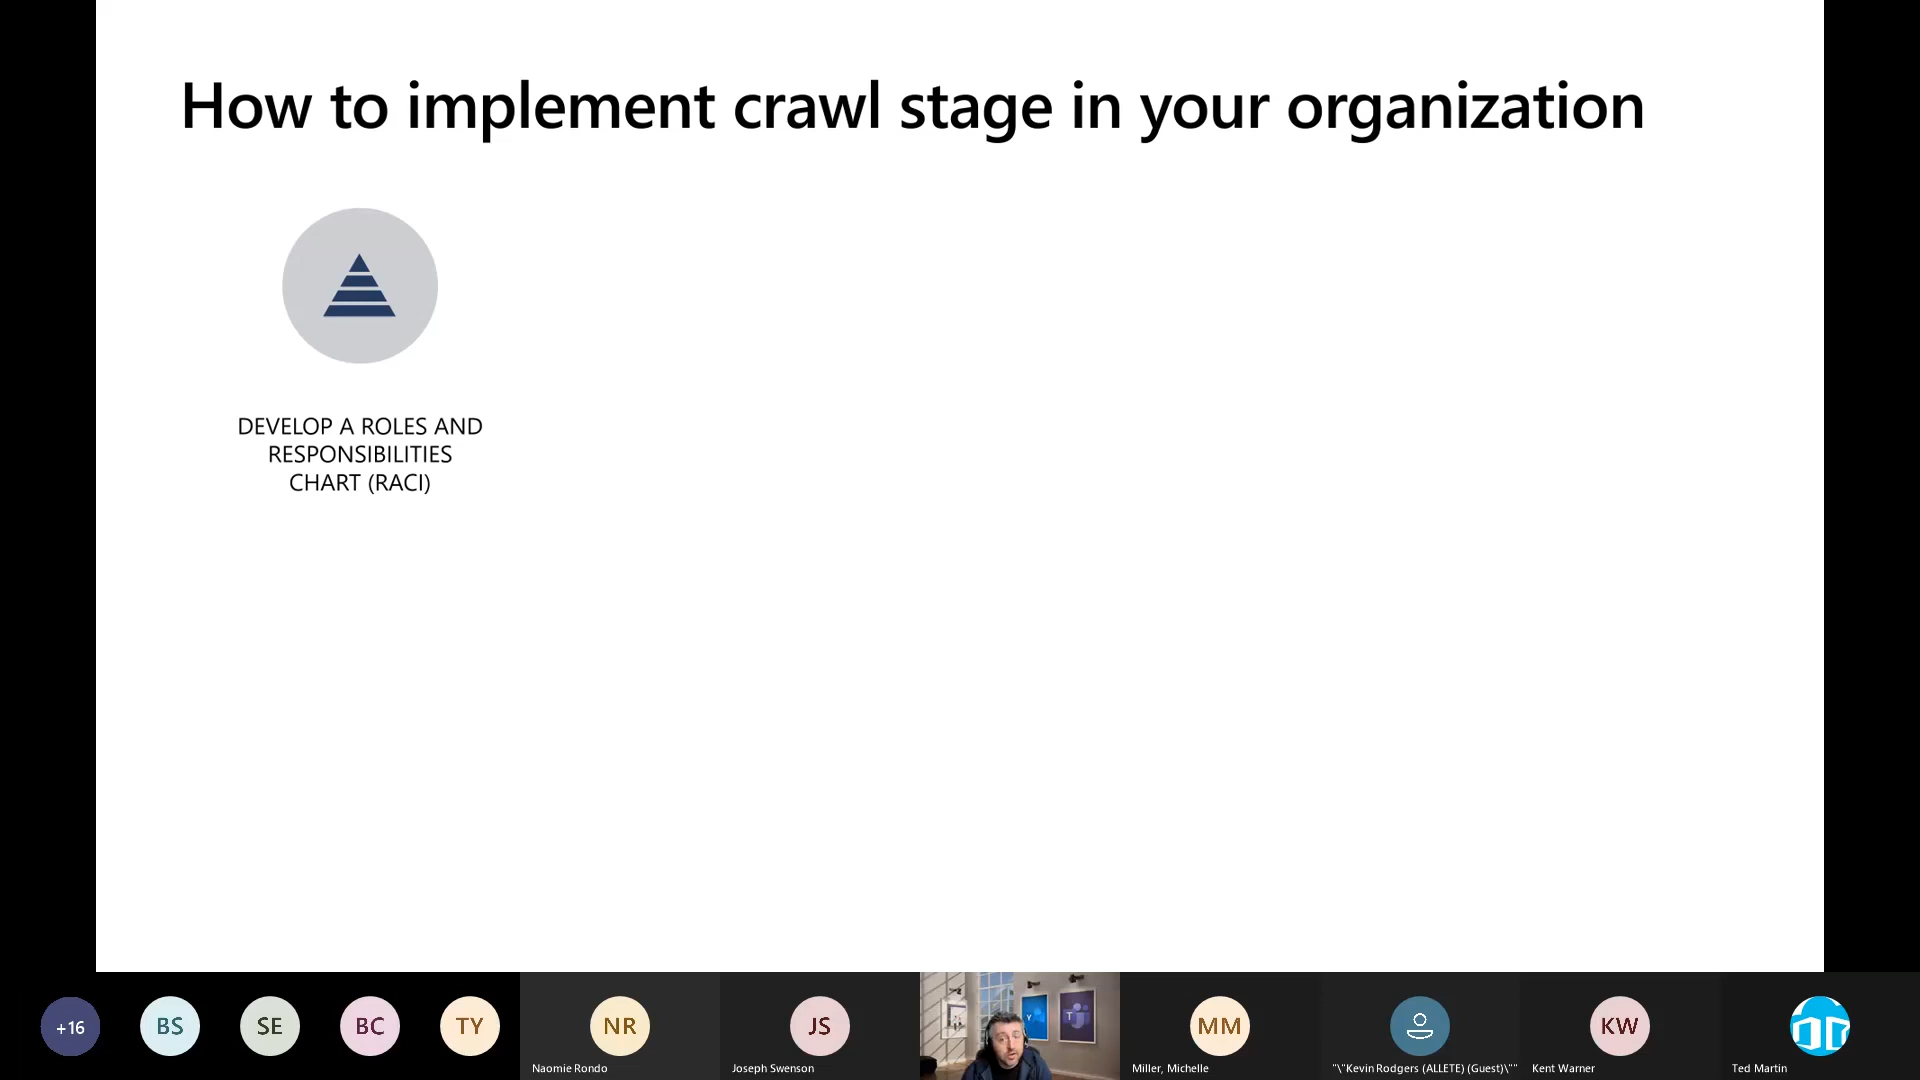 How to implement crawl stage in your organization
DEVELOP A ROLES AND
RESPONSIBILITIES
CHART (RACI)
+16
BS
SE
BC
TY
NR
Naomie Rondo
JS
Joseph Swenson
Y
T
MM
Miller, Michelle
"\"Kevin Rodgers (ALLETE) (Guest)\""
KW
Kent Warner
Ted Martin